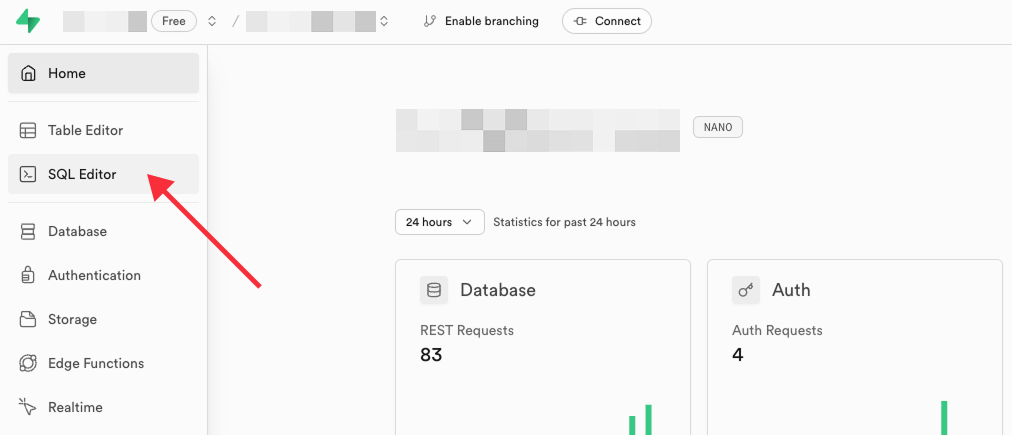 Free / Enable branching Connect
Home
Table Editor
SQL Editor
Database
Authentication
Storage
Edge Functions
Realtime
NANO
24 hours Statistics for past 24 hours
Database
REST Requests
83
Auth
Auth Requests
4